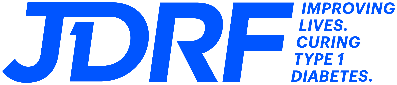 JDRF
IMPROVING
LIVES.
CURING
TYPE 1
DIABETES.